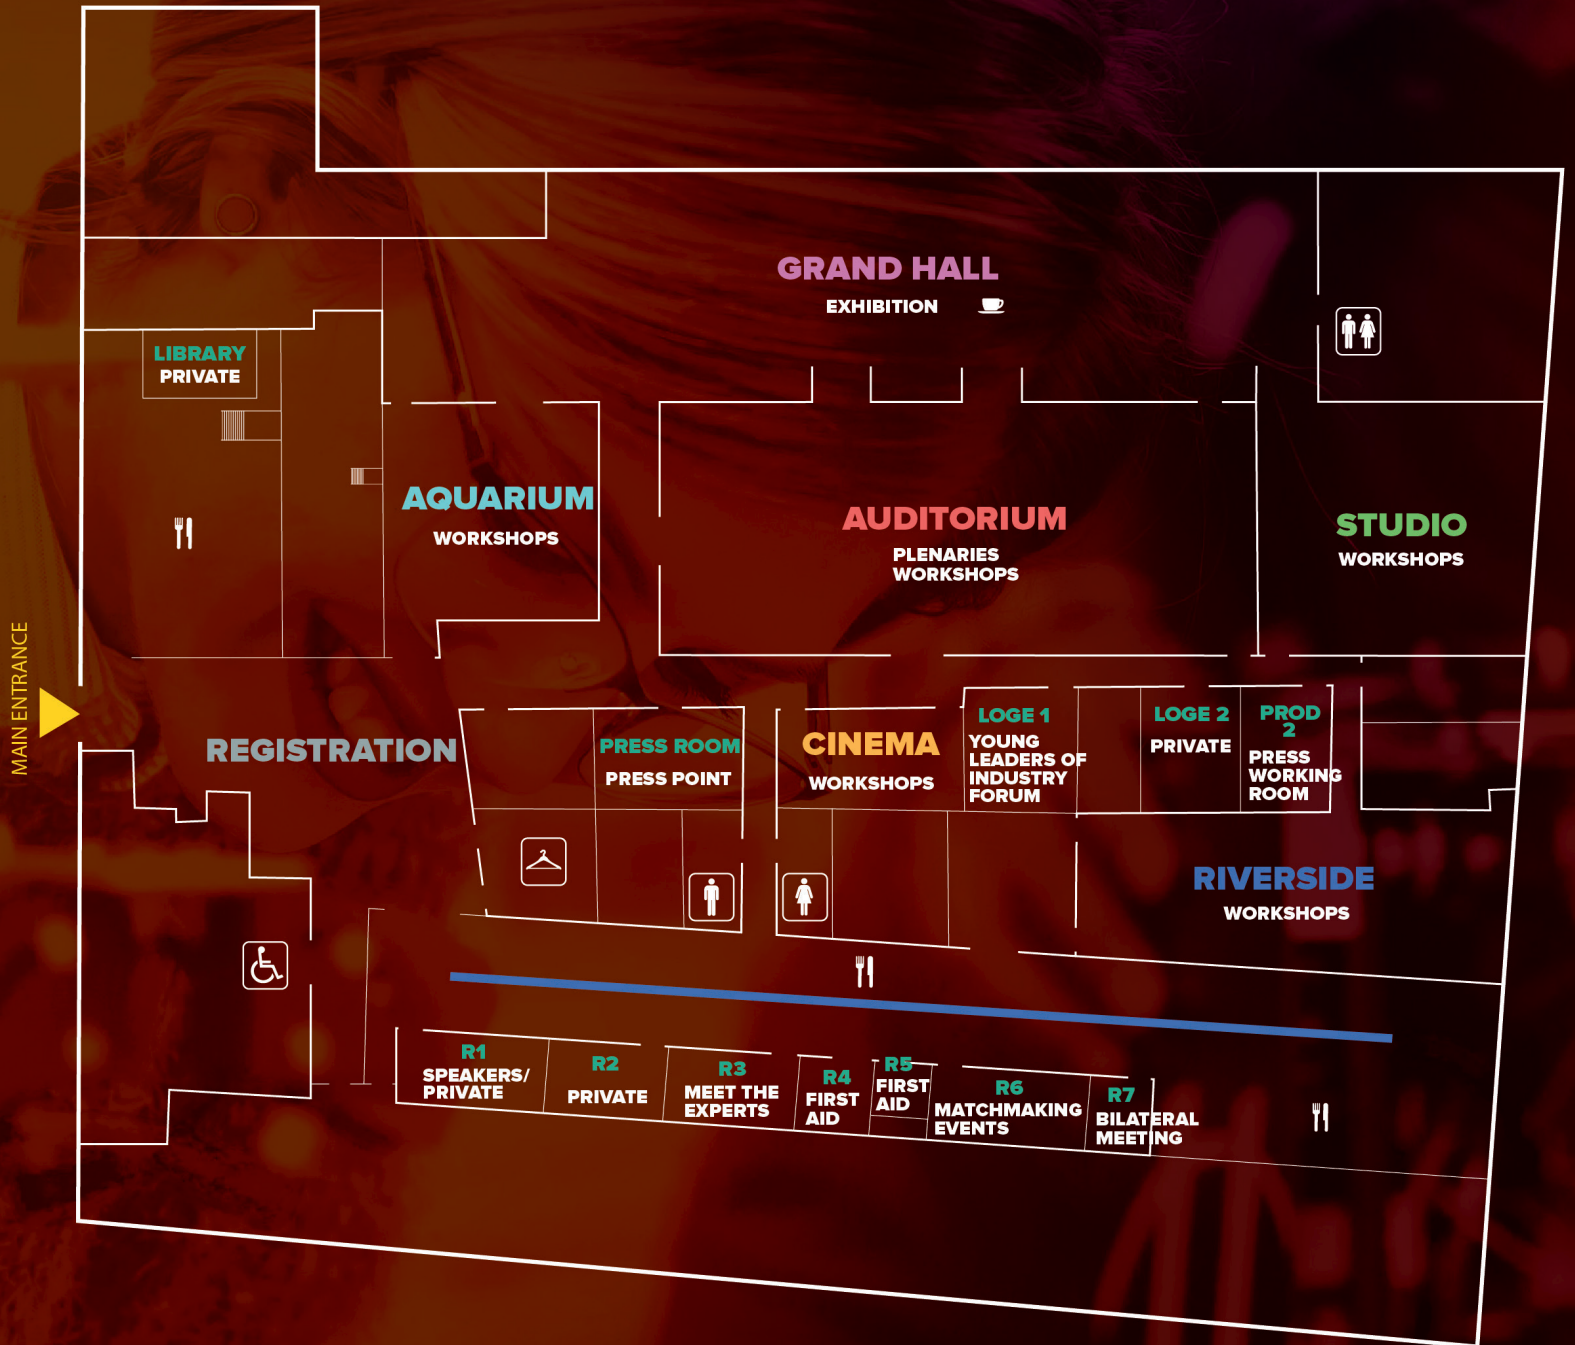 GRAND HALL
EXHIBITION
LIBRARY
PRIVATE
AQUARIUM
WORKSHOPS
AUDITORIUM
PLENARIES
WORKSHOPS
STUDIO
WORKSHOPS
MAIN ENTRANCE
REGISTRATION
PRESS ROOM
PRESS POINT
CINEMA
WORKSHOPS
LOGE 1
YOUNG
LEADERS OF
INDUSTRY
FORUM
LOGE 2
PRIVATE
PROD
2
PRESS
WORKING
ROOM
RIVERSIDE
WORKSHOPS
R1
SPEAKERS/
PRIVATE
R2
PRIVATE
R3
MEET THE
EXPERTS
R4
FIRST
AID
R5
FIRST
AID
R6
MATCHMAKING
EVENTS
R7
BILATERAL
MEETING